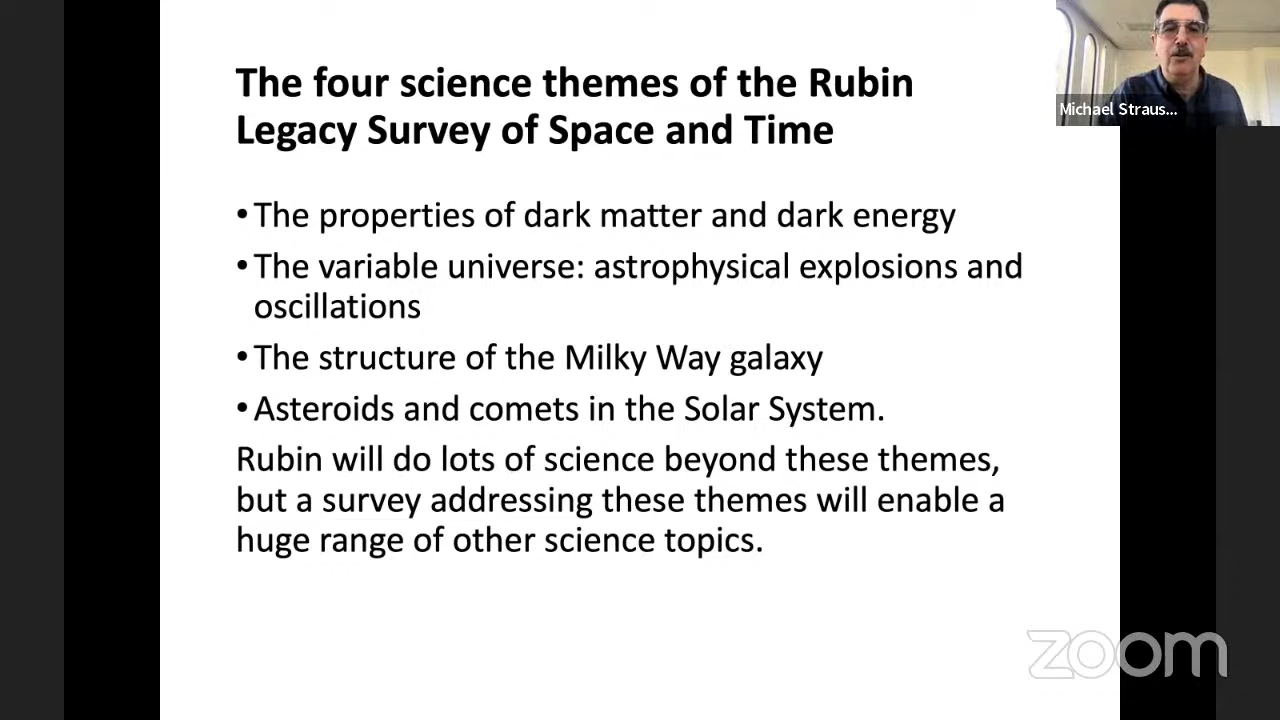 The four science themes of the Rubin
Legacy Survey of Space and Time
• The properties of dark matter and dark energy
• The variable universe: astrophysical explosions and
oscillations
• The structure of the Milky Way galaxy
• Asteroids and comets in the Solar System.
Rubin will do lots of science beyond these themes,
but a survey addressing these themes will enable a
huge range of other science topics.
Michael Straus...
zoom